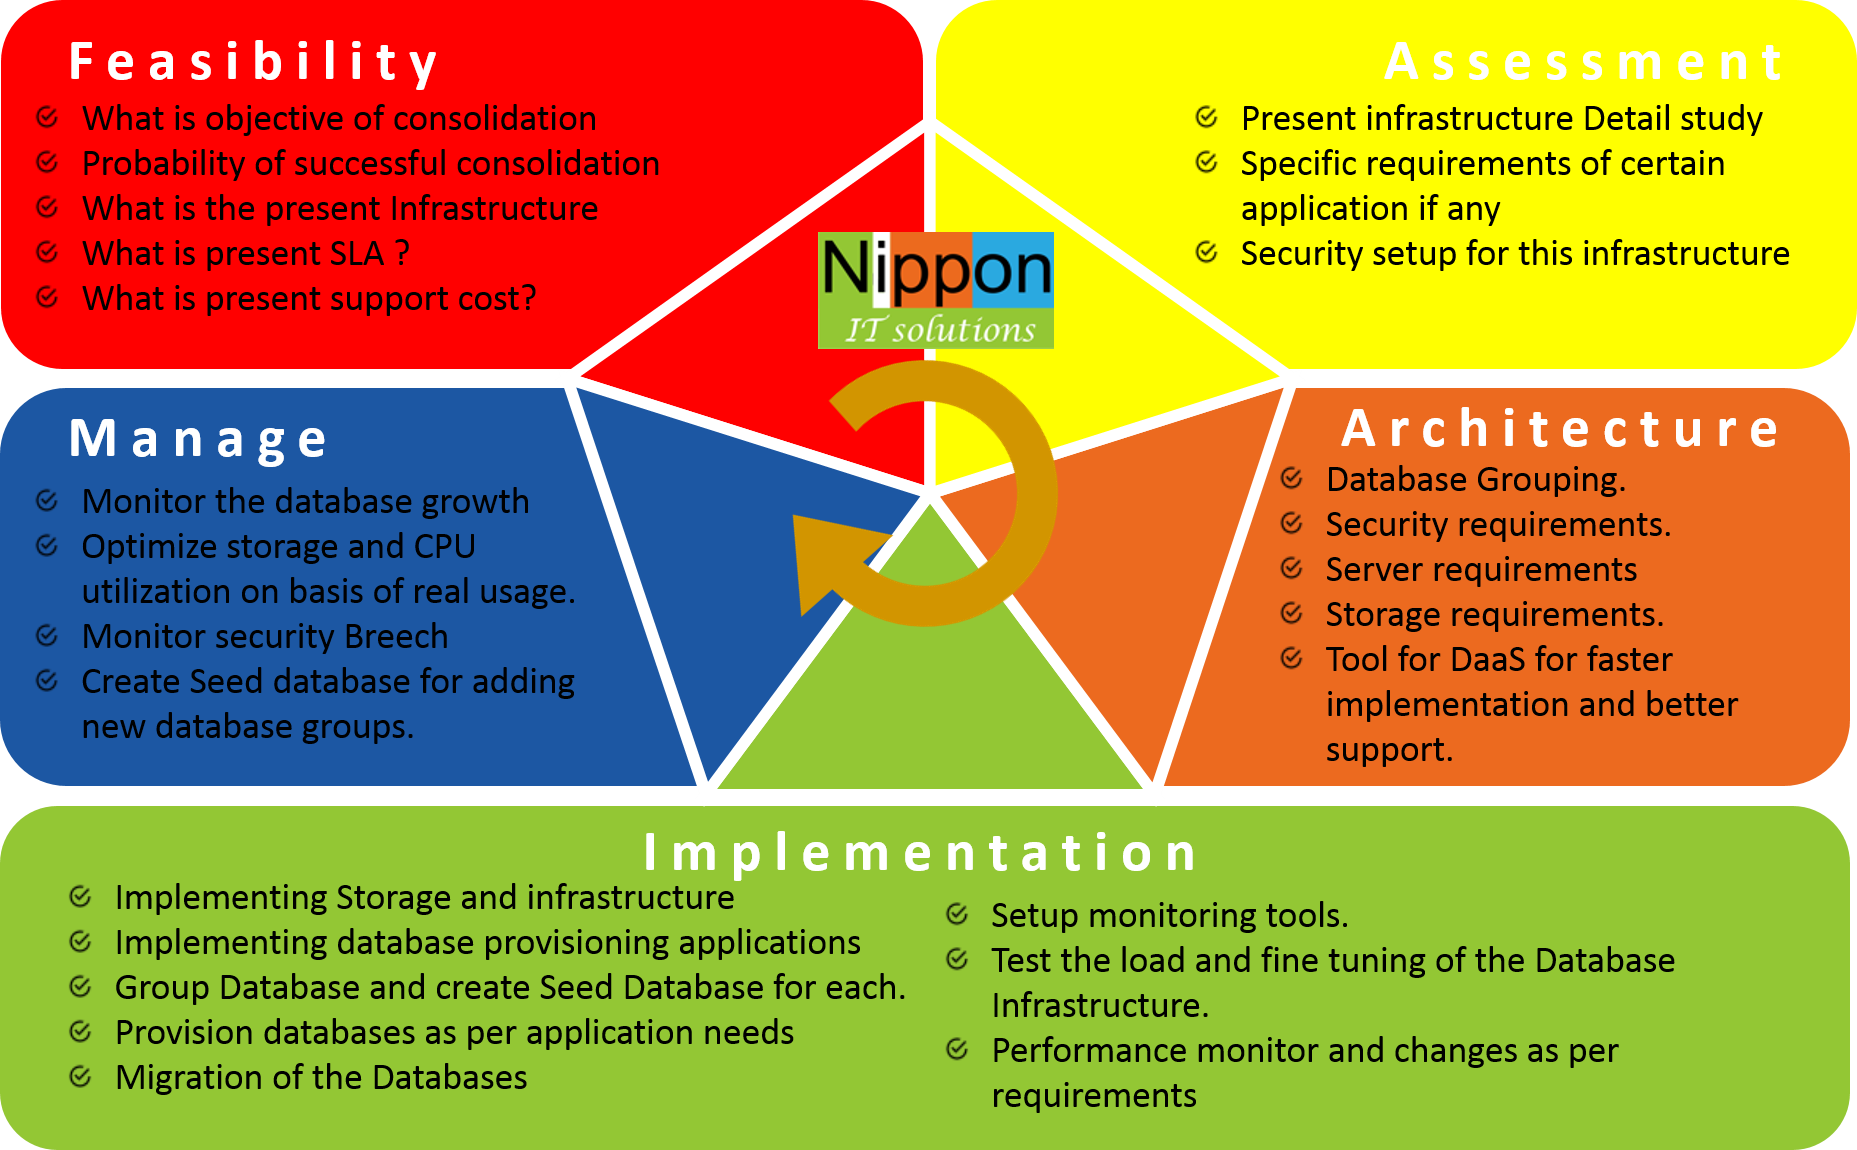 Feasibility
What is objective of consolidation
Probability of successful consolidation
What is the present Infrastructure
What is present SLA ?
What is present support cost?
Assessment
Present infrastructure Detail study
Specific requirements of certain
application if any
Security setup for this infrastructure
Nippon
IT solutions
Manage
Monitor the database growth
Optimize storage and CPU
utilization on basis of real usage.
Monitor security Breech
Create Seed database for adding
new database groups.
Architecture
Database Grouping.
Security requirements.
Server requirements
Storage requirements.
Tool for DaaS for faster
implementation and better
support.
Implementation
Implementing Storage and infrastructure
Implementing database provisioning applications
Group Database and create Seed Database for each.
Provision databases as per application needs
Migration of the Databases
Setup monitoring tools.
Test the load and fine tuning of the Database
Infrastructure.
Performance monitor and changes as per
requirements